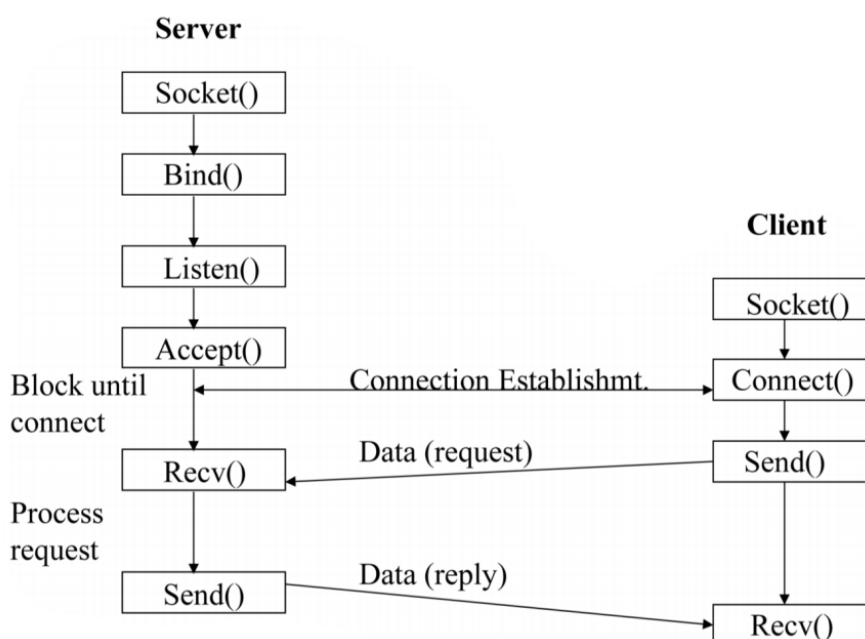 Server
Socket()
Bind()
Listen()
Accept()
Block until
connect
Recv()
Process
request
Send()
Connection Establishmt.
Data (request)
Data (reply)
Client
Socket()
Connect()
Send()
Recv()